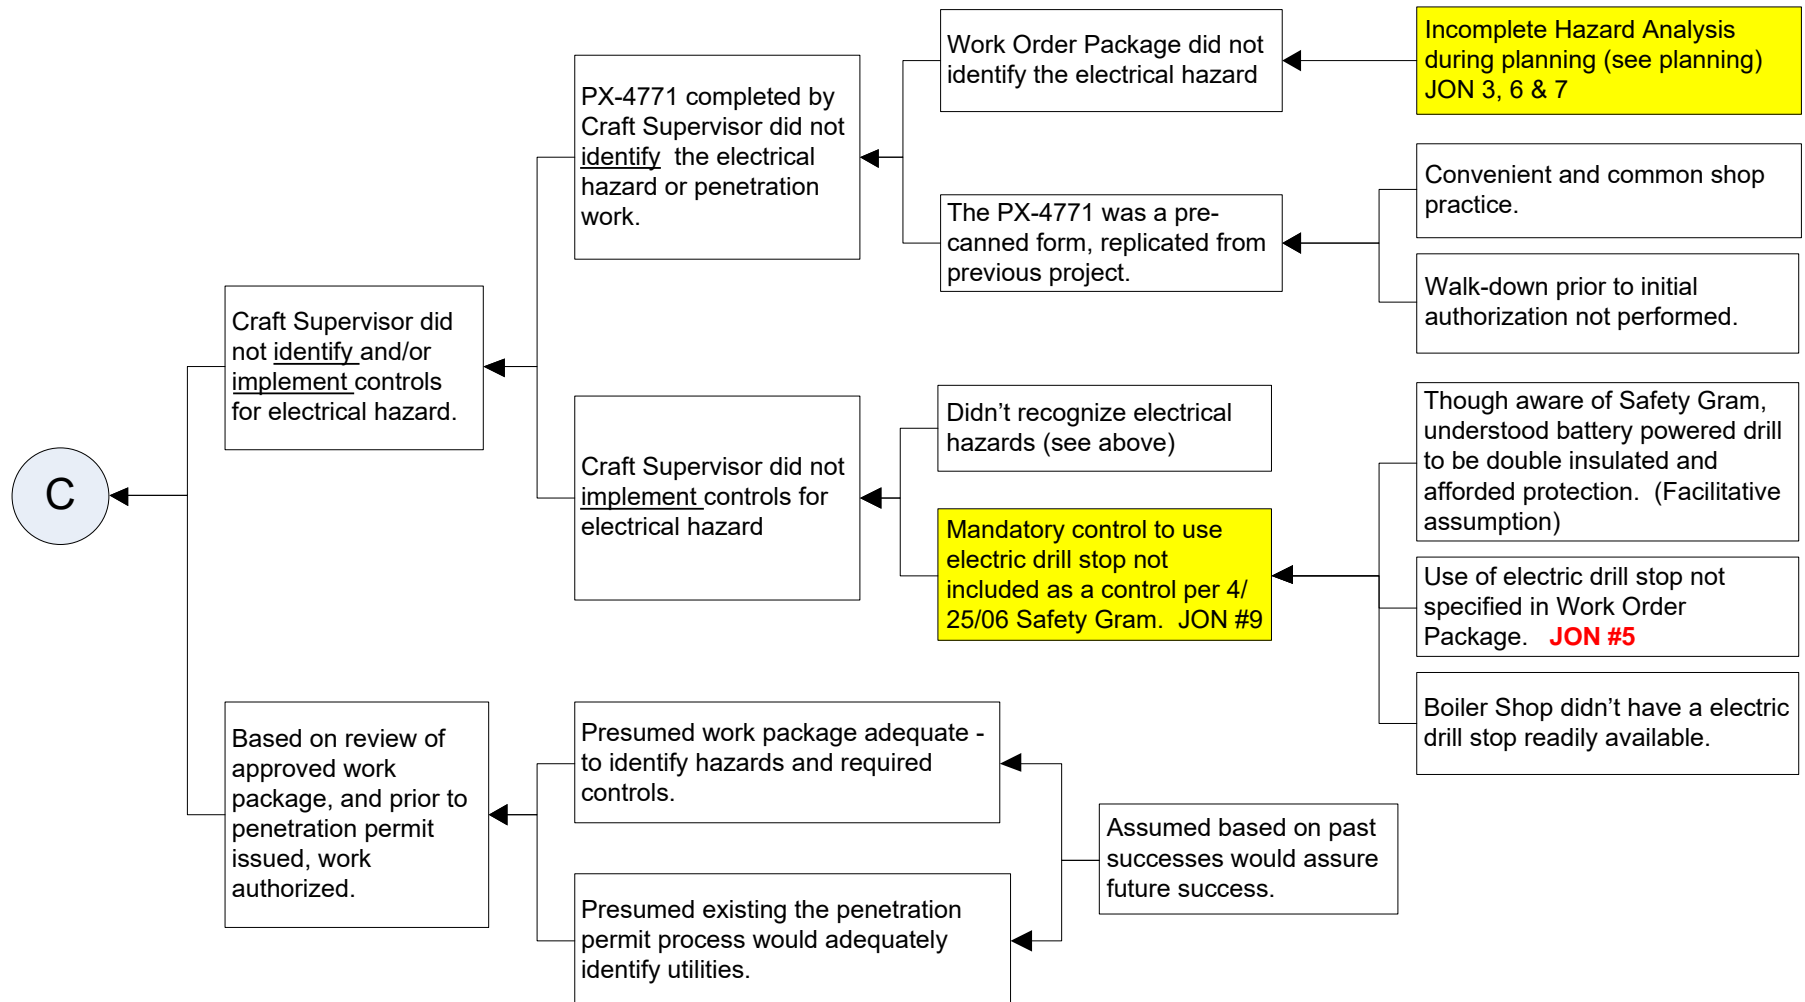 C
Craft Supervisor did
not identify and/or
implement controls
for electrical hazard.
Based on review of
approved work
package, and prior to
penetration permit
issued, work
authorized.
PX-4771 completed by
Craft Supervisor did not
identify the electrical
hazard or penetration
work.
Craft Supervisor did not
implement controls for
electrical hazard
Presumed work package adequate -
to identify hazards and required
controls.
Presumed existing the penetration
permit process would adequately
identify utilities.
Work Order Package did not
identify the electrical hazard
The PX-4771 was a pre-
canned form, replicated from
previous project.
Didn’t recognize electrical
hazards (see above)
Mandatory control to use
electric drill stop not
included as a control per 4/
25/06 Safety Gram. JON #9
Assumed based on past
successes would assure
future success.
Incomplete Hazard Analysis
during planning (see planning)
JON 3, 6 & 7
Convenient and common shop
practice.
Walk-down prior to initial
authorization not performed.
Though aware of Safety Gram,
understood battery powered drill
to be double insulated and
afforded protection. (Facilitative
assumption)
Use of electric drill stop not
specified in Work Order
Package. JON #5
Boiler Shop didn’t have a electric
drill stop readily available.